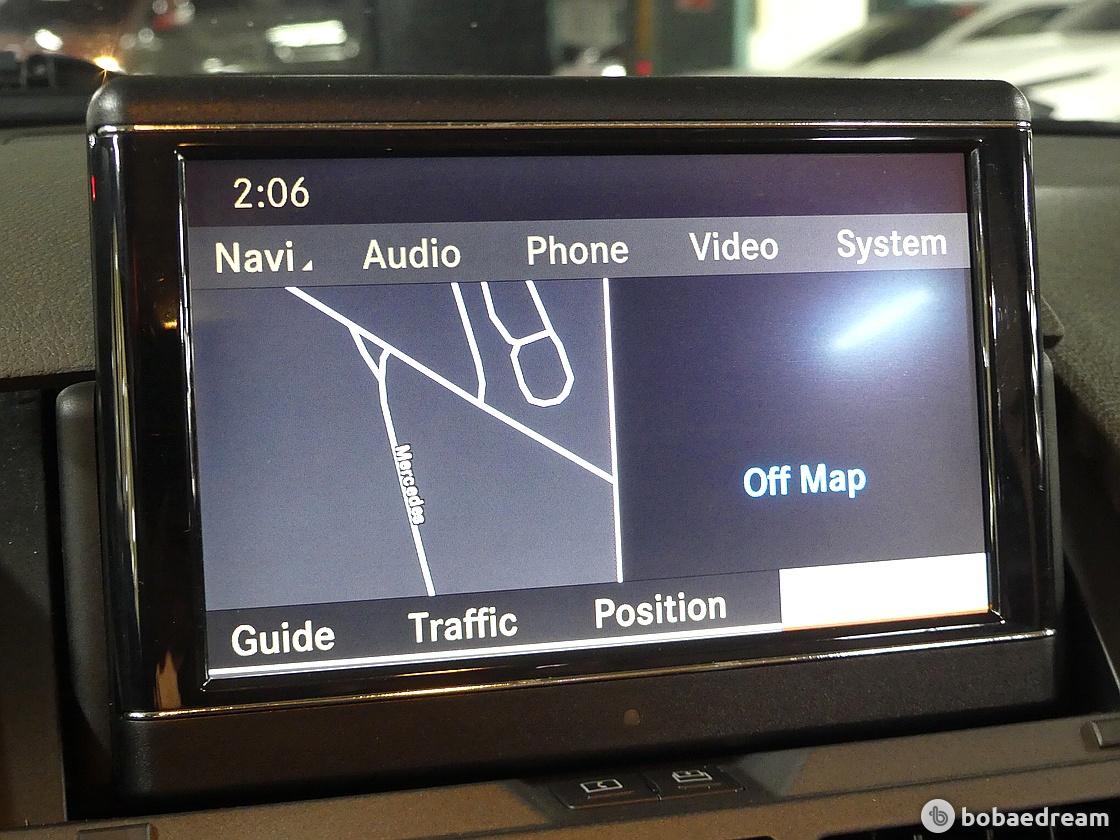 2:06
Navi Audio Phone Video System
Mercedes
Off Map
Guide Traffic Position
bobaedream